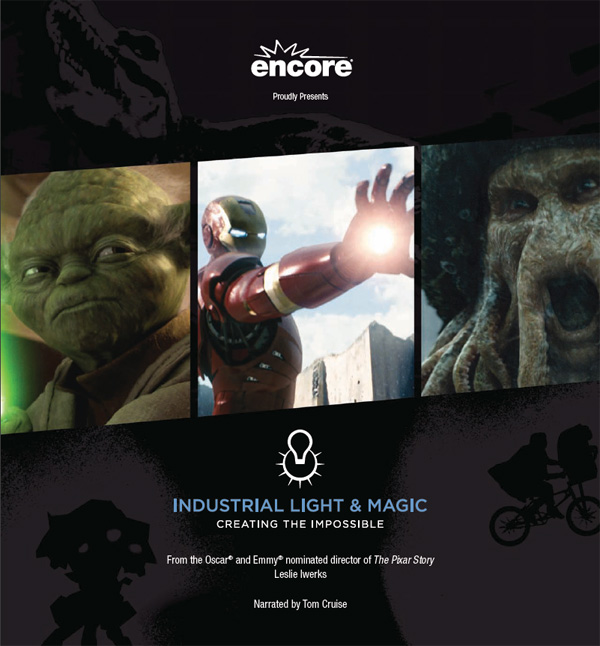 encore®
Proudly Presents
INDUSTRIAL LIGHT & MAGIC
CREATING THE IMPOSSIBLE
From the Oscar® and Emmy® nominated director of The Pixar Story
Leslie Iwerks
Narrated by Tom Cruise